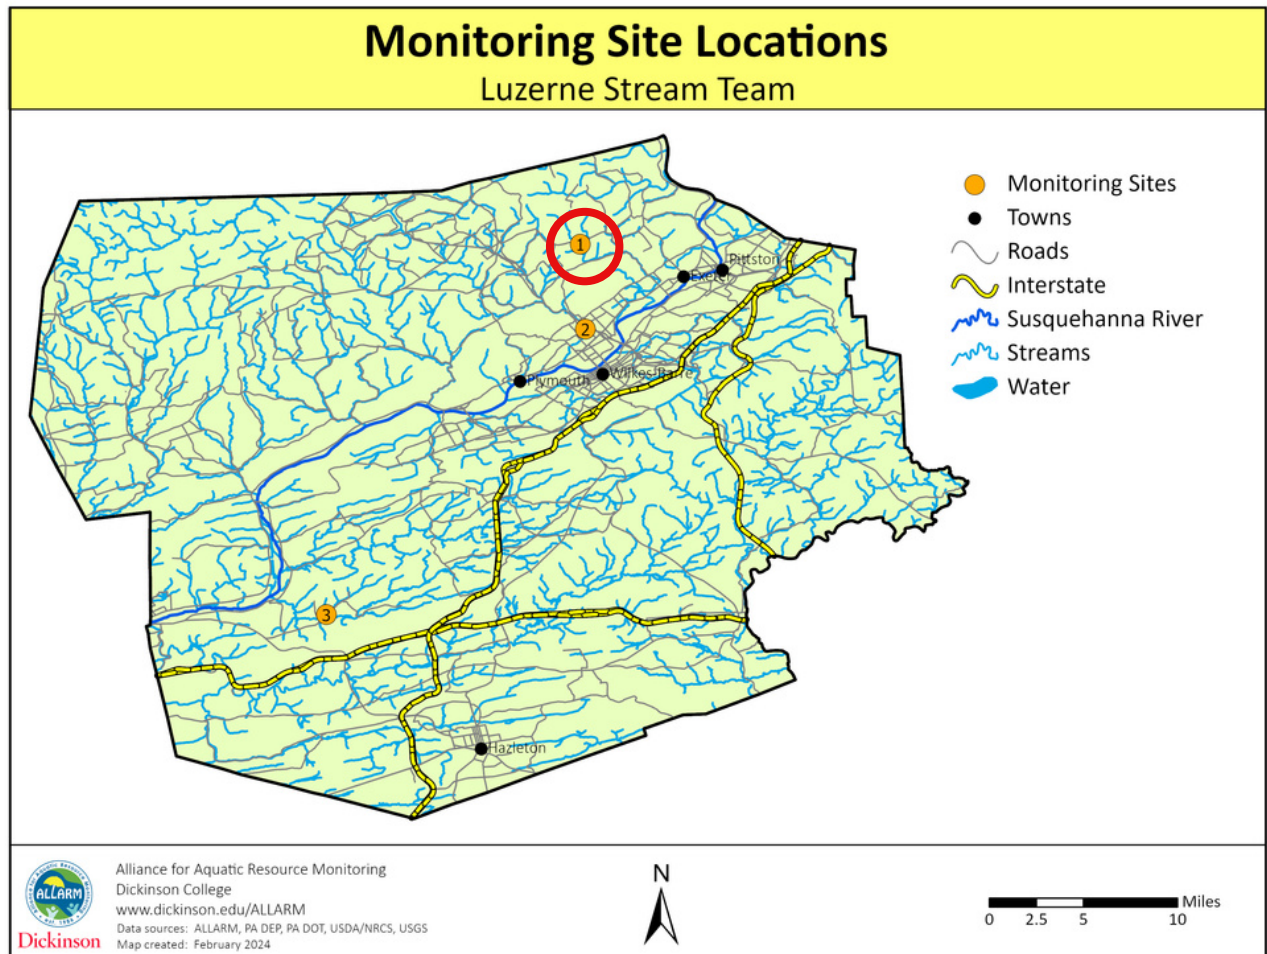 Monitoring Site Locations
Luzerne Stream Team
Monitoring Sites
Towns
Roads
Interstate
Susquehanna River
Streams
Water
1
Pittston
Exeter
2
Wilkes-Barre
Plymouth
3
Hazleton
ALLARM
Dickinson
Alliance for Aquatic Resource Monitoring
Dickinson College
www.dickinson.edu/ALLARM
Data sources: ALLARM, PA DEP, PA DOT, USDA/NRCS, USGS
Map created: February 2024
N
Miles
0 2.5 5 10